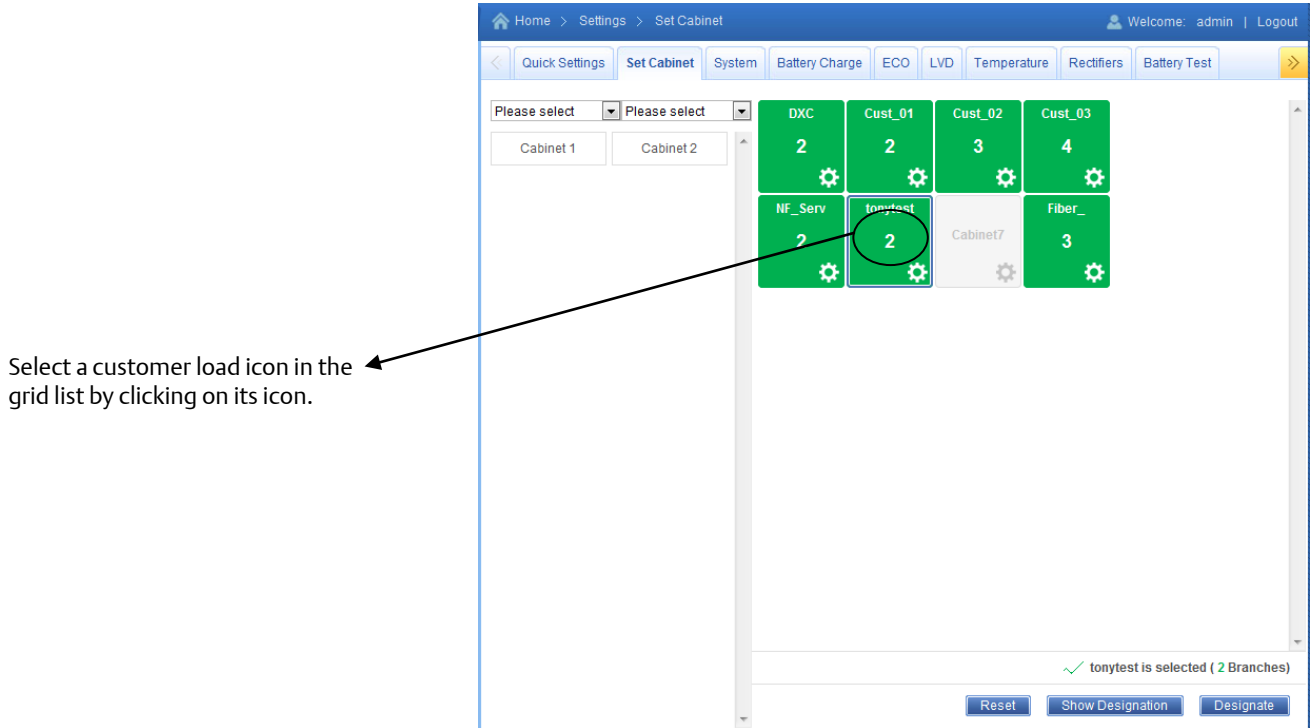 Home > Settings > Set Cabinet
Welcome: admin | Logout
Quick Settings Set Cabinet System Battery Charge ECO LVD Temperature Rectifiers Battery Test
Please select Please select
Cabinet 1 Cabinet 2
DXC Cust_01 Cust_02 Cust_03
2 2 3 4
NF_Serv tonytest Cabinet7 Fiber_
2 2 3
Select a customer load icon in the
grid list by clicking on its icon.
tonytest is selected ( 2 Branches)
Reset Show Designation Designate